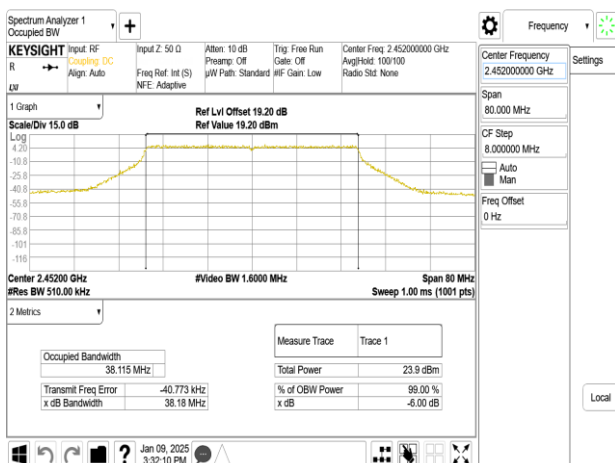 Spectrum Analyzer 1
Occupied BW
Frequency
KEYSIGHT
Input: RF
Coupling: DC
Align: Auto
Input Z: 50 Ω
Freq Ref: Int (S)
NFE: Adaptive
Atten: 10 dB
Preamp: Off
µW Path: Standard
Trig: Free Run
Gate: Off
#IF Gain: Low
Center Freq: 2.452000000 GHz
Avg|Hold: 100/100
Radio Std: None
R
LXI
1 Graph
Scale/Div 15.0 dB
Ref Lvl Offset 19.20 dB
Ref Value 19.20 dBm
Log
4.20
-10.8
-25.8
-40.8
-55.8
-70.8
-85.8
-101
-116
Center 2.45200 GHz
#Video BW 1.6000 MHz
Span 80 MHz
#Res BW 510.00 kHz
Sweep 1.00 ms (1001 pts)
2 Metrics
Occupied Bandwidth
38.115 MHz
Transmit Freq Error -40.773 kHz
x dB Bandwidth 38.18 MHz
Measure Trace Trace 1
Total Power 23.9 dBm
% of OBW Power 99.00 %
x dB -6.00 dB
Center Frequency
2.452000000 GHz
Span
80.000 MHz
CF Step
8.000000 MHz
Auto
Man
Freq Offset
0 Hz
Settings
Local
Jan 09, 2025
3:32:10 PM